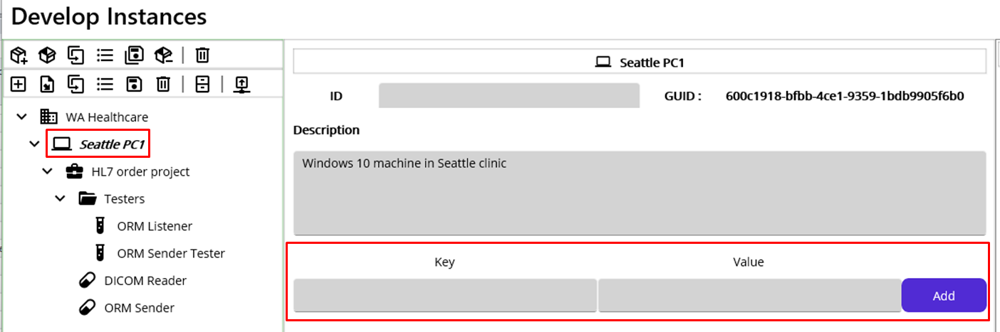 Develop Instances
Seattle PC1
ID
GUID : 600c1918-bfbb-4ce1-9359-1bdb9905f6b0
WA Healthcare
Seattle PC1
HL7 order project
Testers
ORM Listener
ORM Sender Tester
DICOM Reader
ORM Sender
Description
Windows 10 machine in Seattle clinic
Key Value
Add